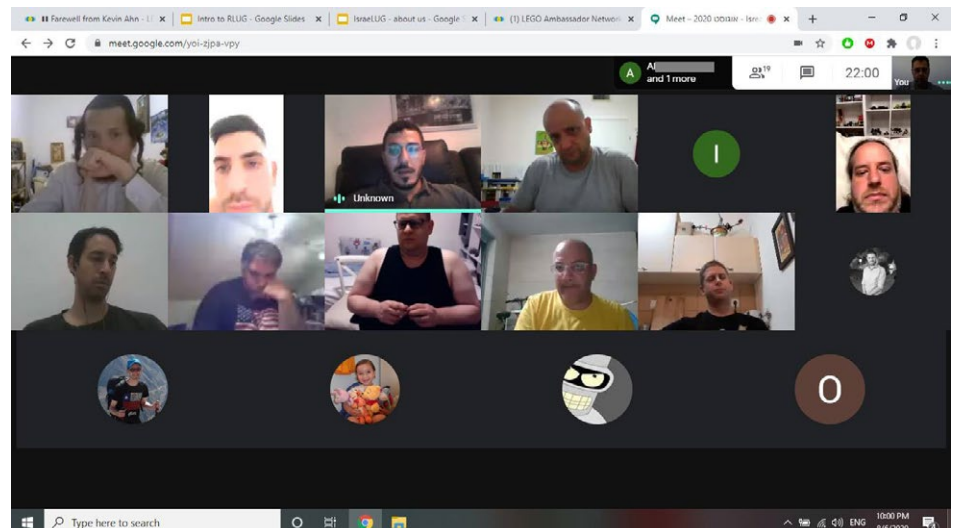 Farewell from Kevin Ahn -
Intro to RLUG - Google Slides
IsraeLUG - about us - Google
(1) LEGO Ambassador Network
Meet – 2020 אוגוסט -
meet.google.com/yoi-zjpa-vpy
A
and 1 more
19
22:00
You
I
Unknown
O
Type here to search
ENG
10:00 PM